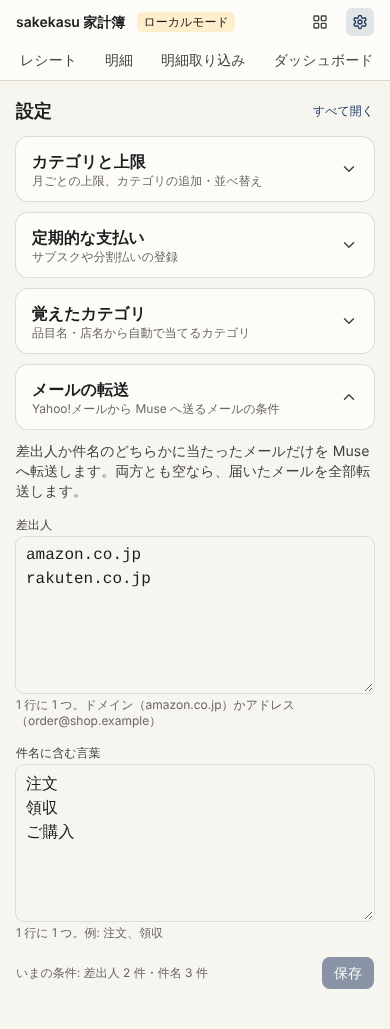 sakekasu 家計簿 ローカルモード
レシート 明細 明細取り込み ダッシュボード
設定 すべて開く
カテゴリと上限
月ごとの上限、カテゴリの追加・並べ替え
定期的な支払い
サブスクや分割払いの登録
覚えたカテゴリ
品目名・店名から自動で当てるカテゴリ
メールの転送
Yahoo!メールから Muse へ送るメールの条件
差出人か件名のどちらかに当たったメールだけを Muse
へ転送します。両方とも空なら、届いたメールを全部転
送します。
差出人
amazon.co.jp
rakuten.co.jp
1 行に 1 つ。ドメイン（amazon.co.jp）かアドレス
（order@shop.example）
件名に含む言葉
注文
領収
ご購入
1 行に 1 つ。例: 注文、領収
いまの条件: 差出人 2 件・件名 3 件 保存